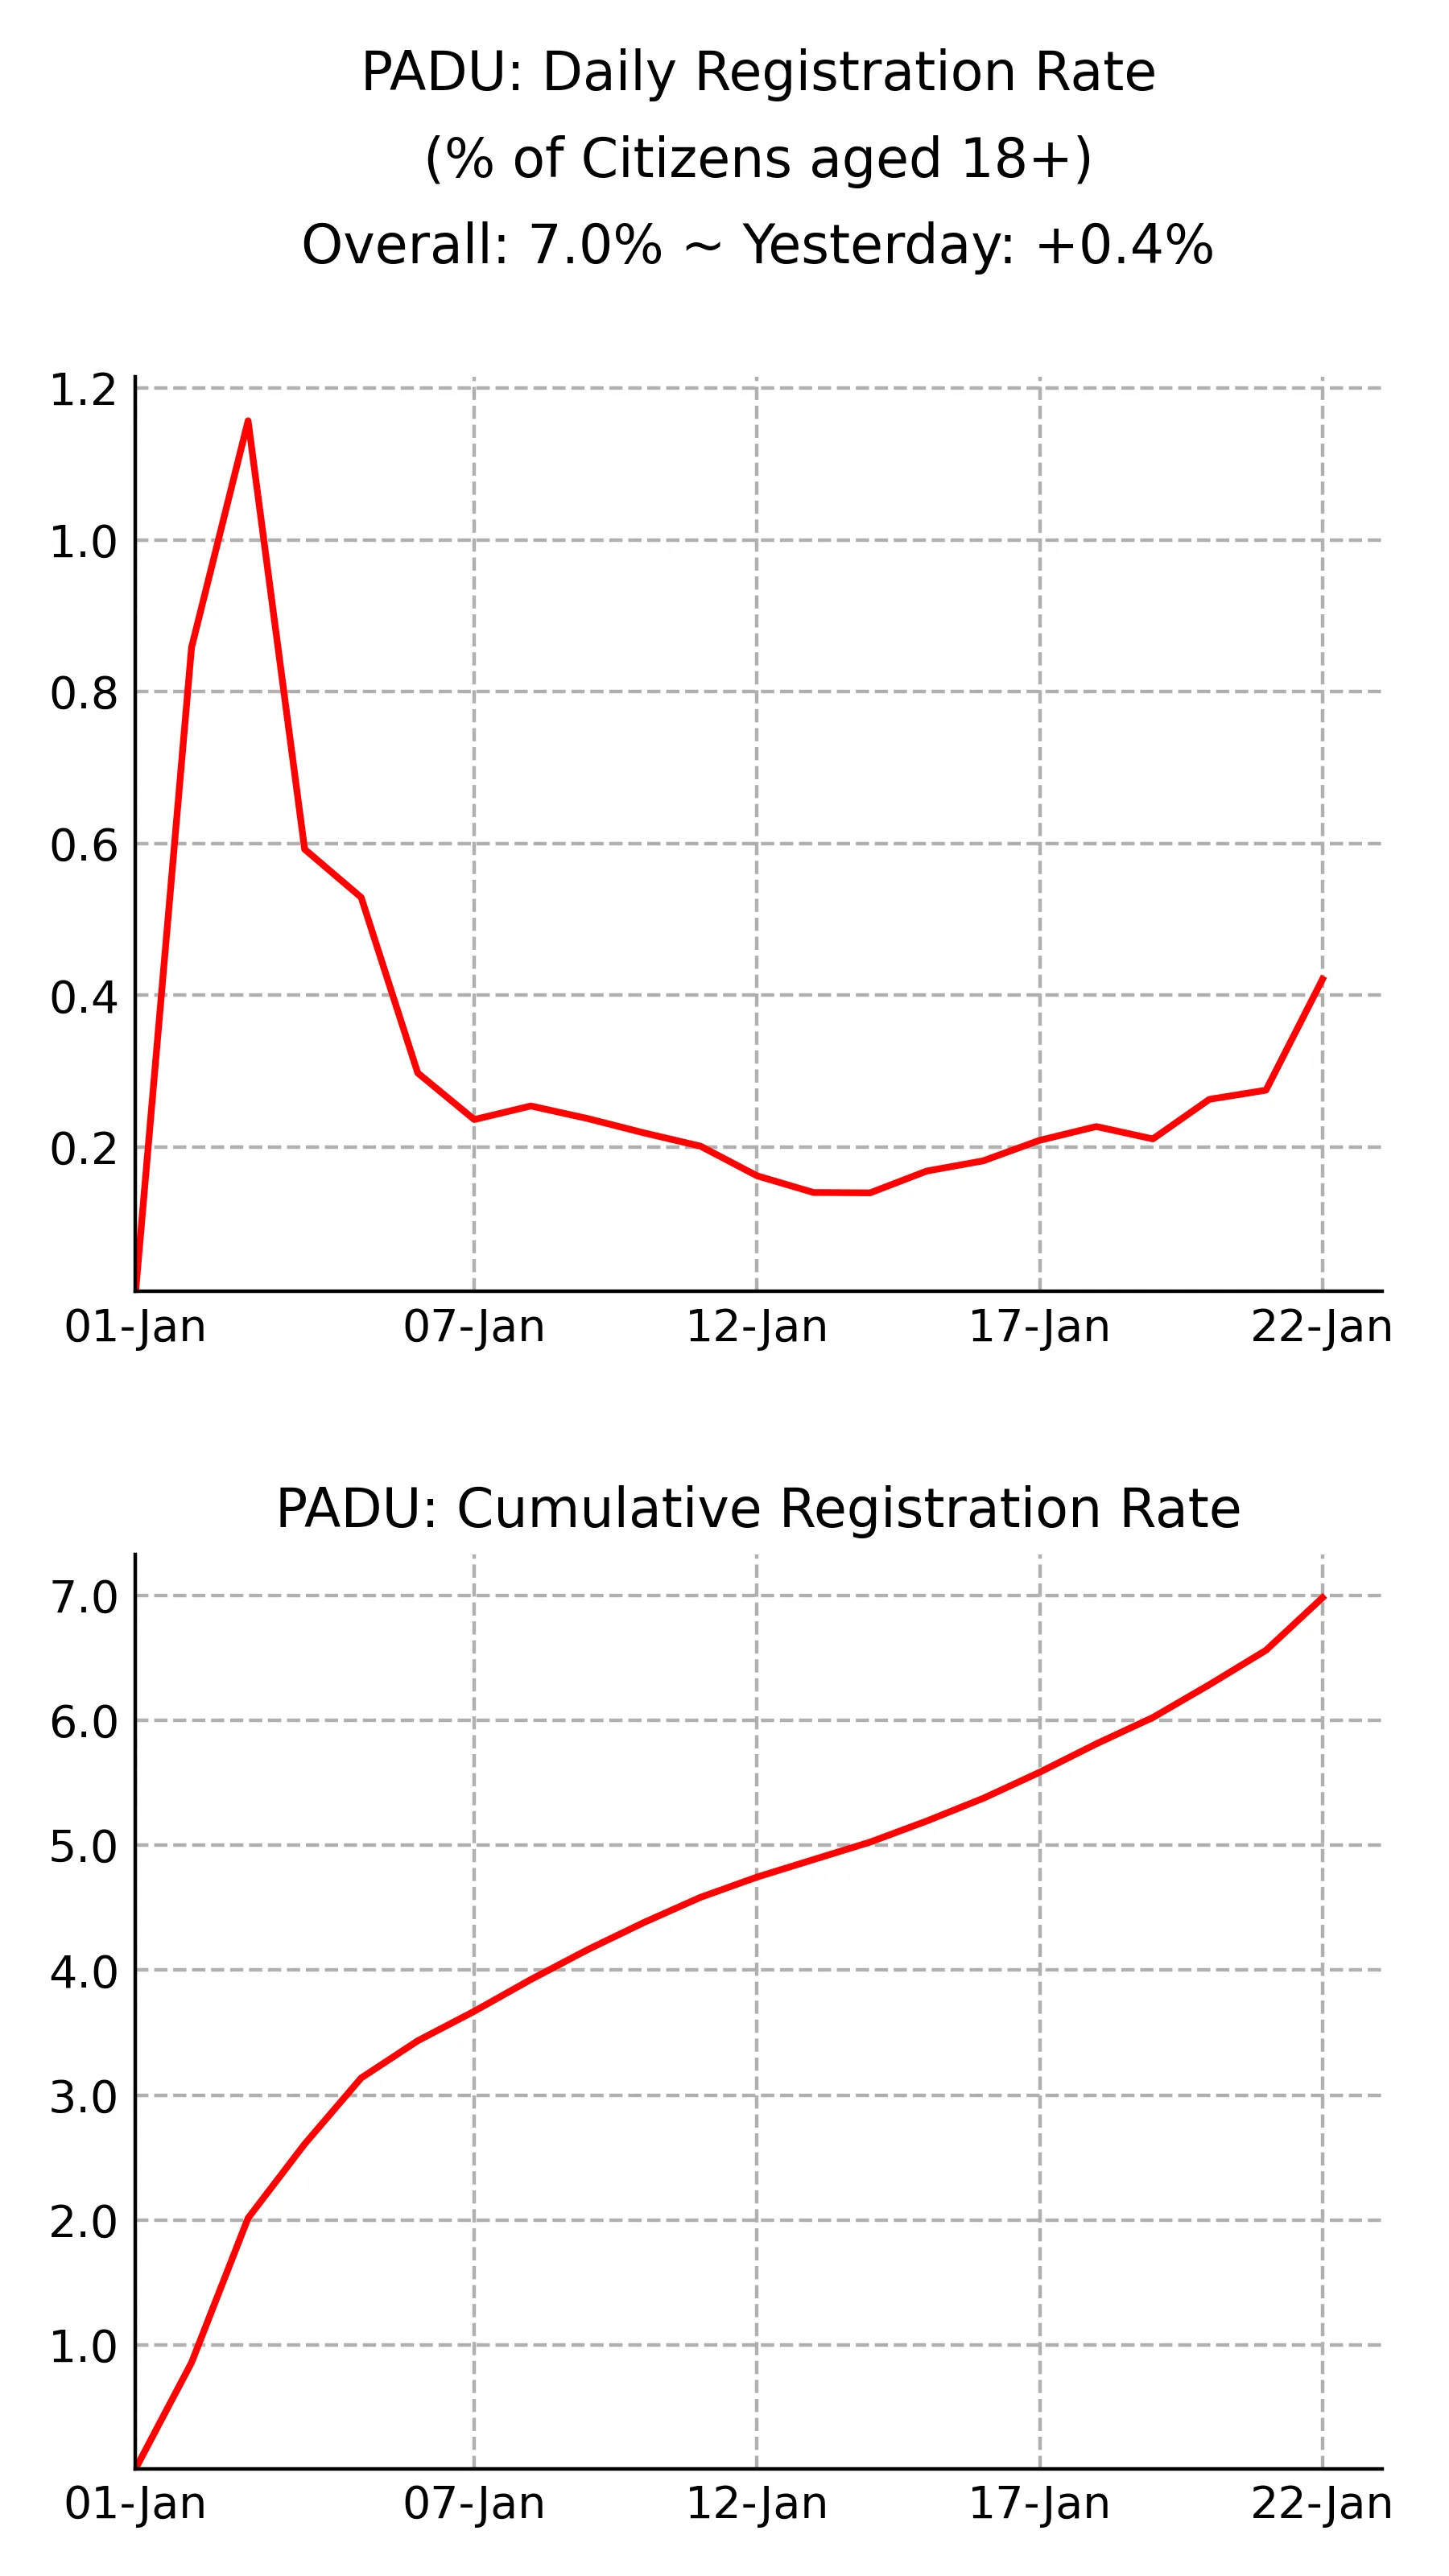 PADU: Daily Registration Rate
(% of Citizens aged 18+)
Overall: 7.0% ~ Yesterday: +0.4%
1.2
1.0
0.8
0.6
0.4
0.2
01-Jan 07-Jan 12-Jan 17-Jan 22-Jan
PADU: Cumulative Registration Rate
7.0
6.0
5.0
4.0
3.0
2.0
1.0
01-Jan 07-Jan 12-Jan 17-Jan 22-Jan